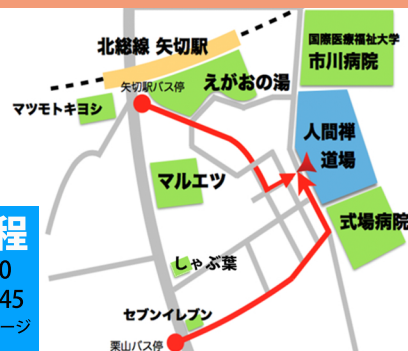 北総線 矢切駅
国際医療福祉大学
市川病院
えがおの湯
矢切駅バス停
マツモトキヨシ
人間禅
道場
マルエツ
式場病院
程
0
45
ージ
しゃぶ葉
セブンイレブン
栗山バス停